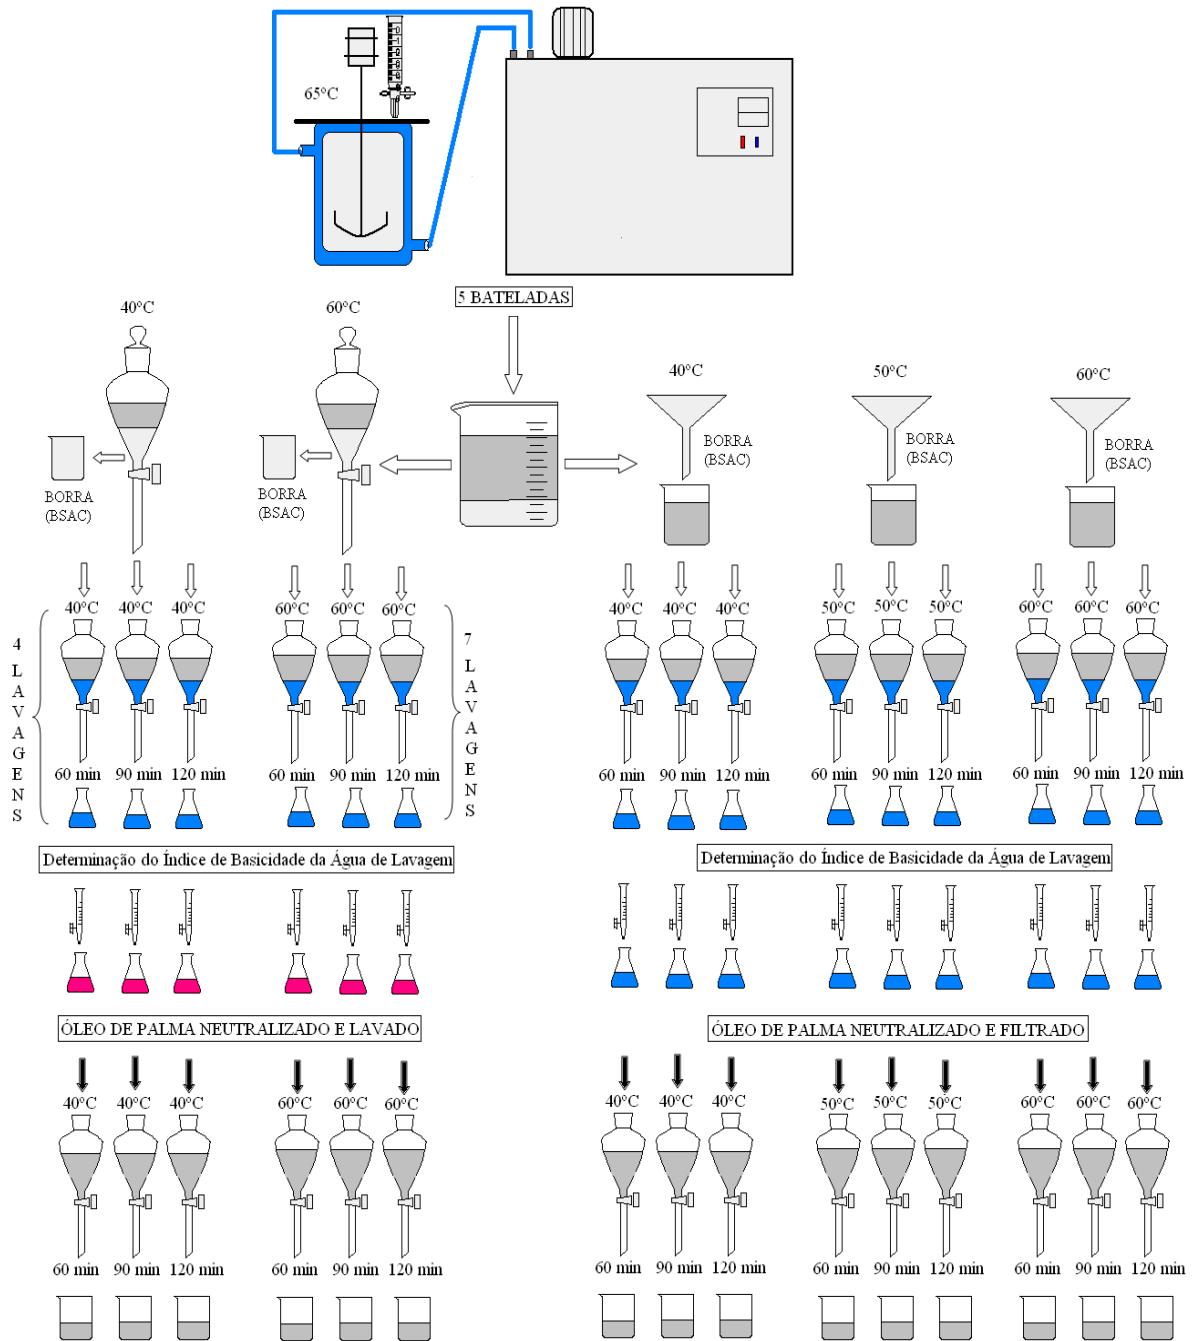 65°C
5 BATELADAS
40°C
60°C
40°C
50°C
60°C
BORRA
(BSAC)
BORRA
(BSAC)
BORRA
(BSAC)
BORRA
(BSAC)
BORRA
(BSAC)
40°C 40°C 40°C 60°C 60°C 60°C 40°C 40°C 40°C 50°C 50°C 50°C 60°C 60°C 60°C
4 LAVAGENS
7 LAVAGENS
60 min 90 min 120 min 60 min 90 min 120 min 60 min 90 min 120 min 60 min 90 min 120 min 60 min 90 min 120 min
Determinação do Índice de Basicidade da Água de Lavagem
Determinação do Índice de Basicidade da Água de Lavagem
ÓLEO DE PALMA NEUTRALIZADO E LAVADO
ÓLEO DE PALMA NEUTRALIZADO E FILTRADO
40°C 40°C 40°C 60°C 60°C 60°C 40°C 40°C 40°C 50°C 50°C 50°C 60°C 60°C 60°C
60 min 90 min 120 min 60 min 90 min 120 min 60 min 90 min 120 min 60 min 90 min 120 min 60 min 90 min 120 min